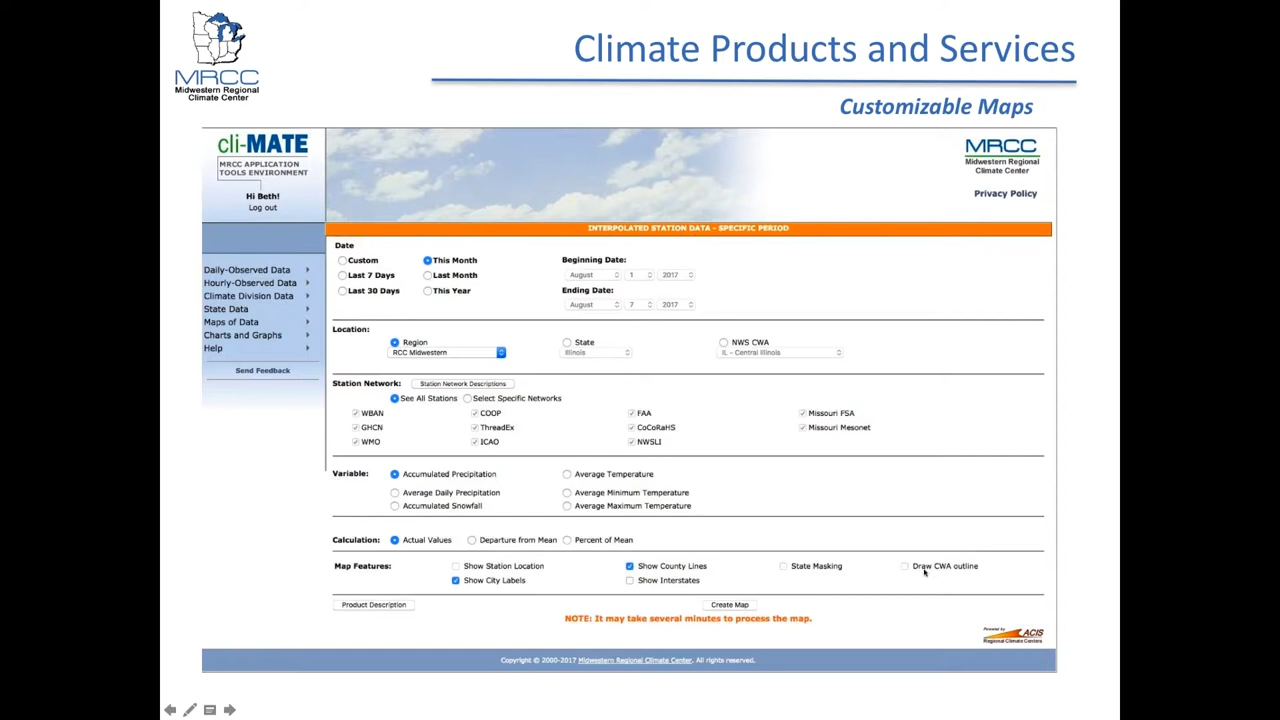 Climate Products and Services
MRCC
Midwestern Regional
Climate Center
Customizable Maps
cli-MATE
MRCC APPLICATION
TOOLS ENVIRONMENT
Hi Beth!
Log out
MRCC
Midwestern Regional
Climate Center
Privacy Policy
INTERPOLATED STATION DATA - SPECIFIC PERIOD
Daily-Observed Data
Hourly-Observed Data
Climate Division Data
State Data
Maps of Data
Charts and Graphs
Help
Send Feedback
Date
Custom This Month Beginning Date:
Last 7 Days Last Month August 1 2017
Last 30 Days This Year Ending Date:
August 7 2017
Location:
Region State NWS CWA
RCC Midwestern Illinois IL - Central Illinois
Station Network: Station Network Descriptions
See All Stations Select Specific Networks
WBAN COOP FAA Missouri FSA
GHCN ThreadEx CoCoRaHS Missouri Mesonet
WMO ICAO NWSLI
Variable: Accumulated Precipitation Average Temperature
Average Daily Precipitation Average Minimum Temperature
Accumulated Snowfall Average Maximum Temperature
Calculation: Actual Values Departure from Mean Percent of Mean
Map Features: Show Station Location Show County Lines State Masking Draw CWA outline
Show City Labels Show Interstates
Product Description Create Map
NOTE: It may take several minutes to process the map.
Powered by
ACIS
Regional Climate Centers
Copyright © 2000-2017 Midwestern Regional Climate Center. All rights reserved.